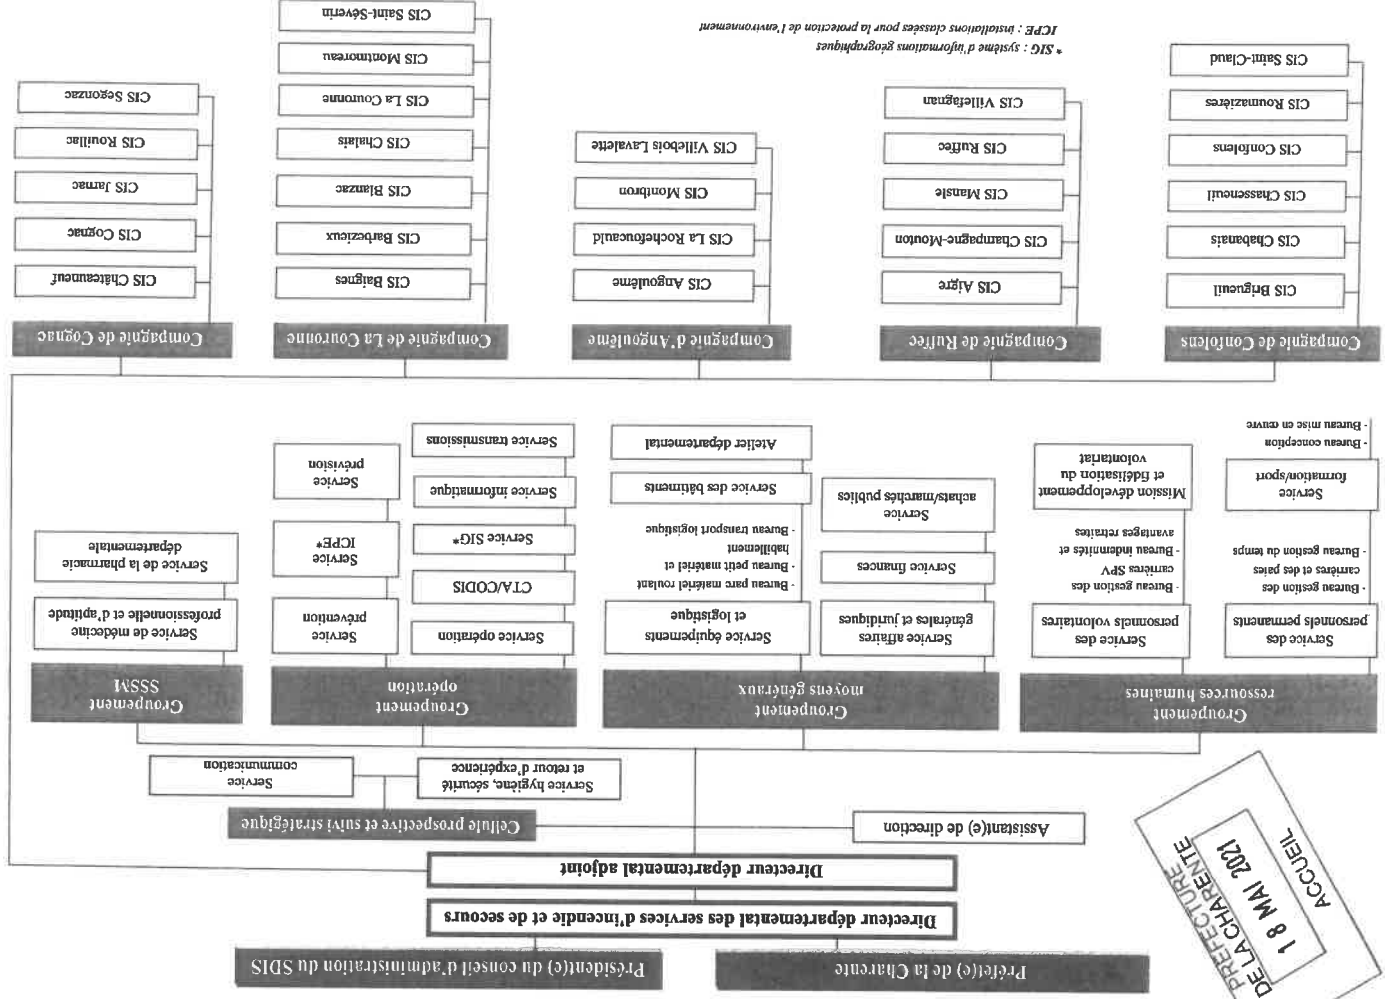 Préfet(e) de la Charente
Président(e) du conseil d'administration du SDIS
PREFECTURE
DE LA CHARENTE
18 MAI 2021
ACCUEIL
Directeur départemental des services d'incendie et de secours
Directeur départemental adjoint
Assistant(e) de direction
Cellule prospective et suivi stratégique
Service hygiène, sécurité
et retour d'expérience
Service
communication
Groupement
ressources humaines
Service des
personnels permanents
- Bureau gestion des
carrières et des paies
- Bureau gestion du temps
Service
formation/sport
- Bureau conception
- Bureau mise en œuvre
Service des
personnels volontaires
- Bureau gestion des
carrières SPV
- Bureau indemnités et
avantages retraites
Mission développement
et fidélisation du
volontariat
Groupement
moyens généraux
Service affaires
générales et juridiques
Service finances
Service
achats/marchés publics
Service équipements
et logistique
- Bureau parc matériel roulant
- Bureau petit matériel et
habillement
- Bureau transport logistique
Service des bâtiments
Atelier départemental
Groupement
opération
Service opération
CTA/CODIS
Service SIG*
Service informatique
Service transmissions
Service
prévention
Service
ICPE*
Service
prévision
Groupement
SSSM
Service de médecine
professionnelle et d'aptitude
Service de la pharmacie
départementale
Compagnie de Confolens
CIS Brigueuil
CIS Chabanais
CIS Chasseneuil
CIS Confolens
CIS Roumazières
CIS Saint-Claud
Compagnie de Ruffec
CIS Aigre
CIS Champagne-Mouton
CIS Mansle
CIS Ruffec
CIS Villefagnan
Compagnie d'Angoulême
CIS Angoulême
CIS La Rochefoucauld
CIS Montbron
CIS Villebois Lavalette
Compagnie de La Couronne
CIS Baignes
CIS Barbezieux
CIS Blanzac
CIS Chalais
CIS La Couronne
CIS Montmoreau
CIS Saint-Séverin
Compagnie de Cognac
CIS Châteauneuf
CIS Cognac
CIS Jarnac
CIS Rouillac
CIS Segonzac
* SIG : système d'informations géographiques
ICPE : installations classées pour la protection de l'environnement